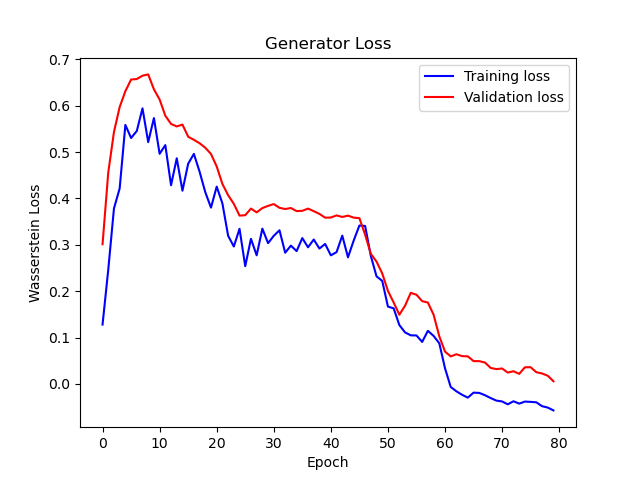 Generator Loss
Training loss
Validation loss
Wasserstein Loss
0.7
0.6
0.5
0.4
0.3
0.2
0.1
0.0
0 10 20 30 40 50 60 70 80
Epoch